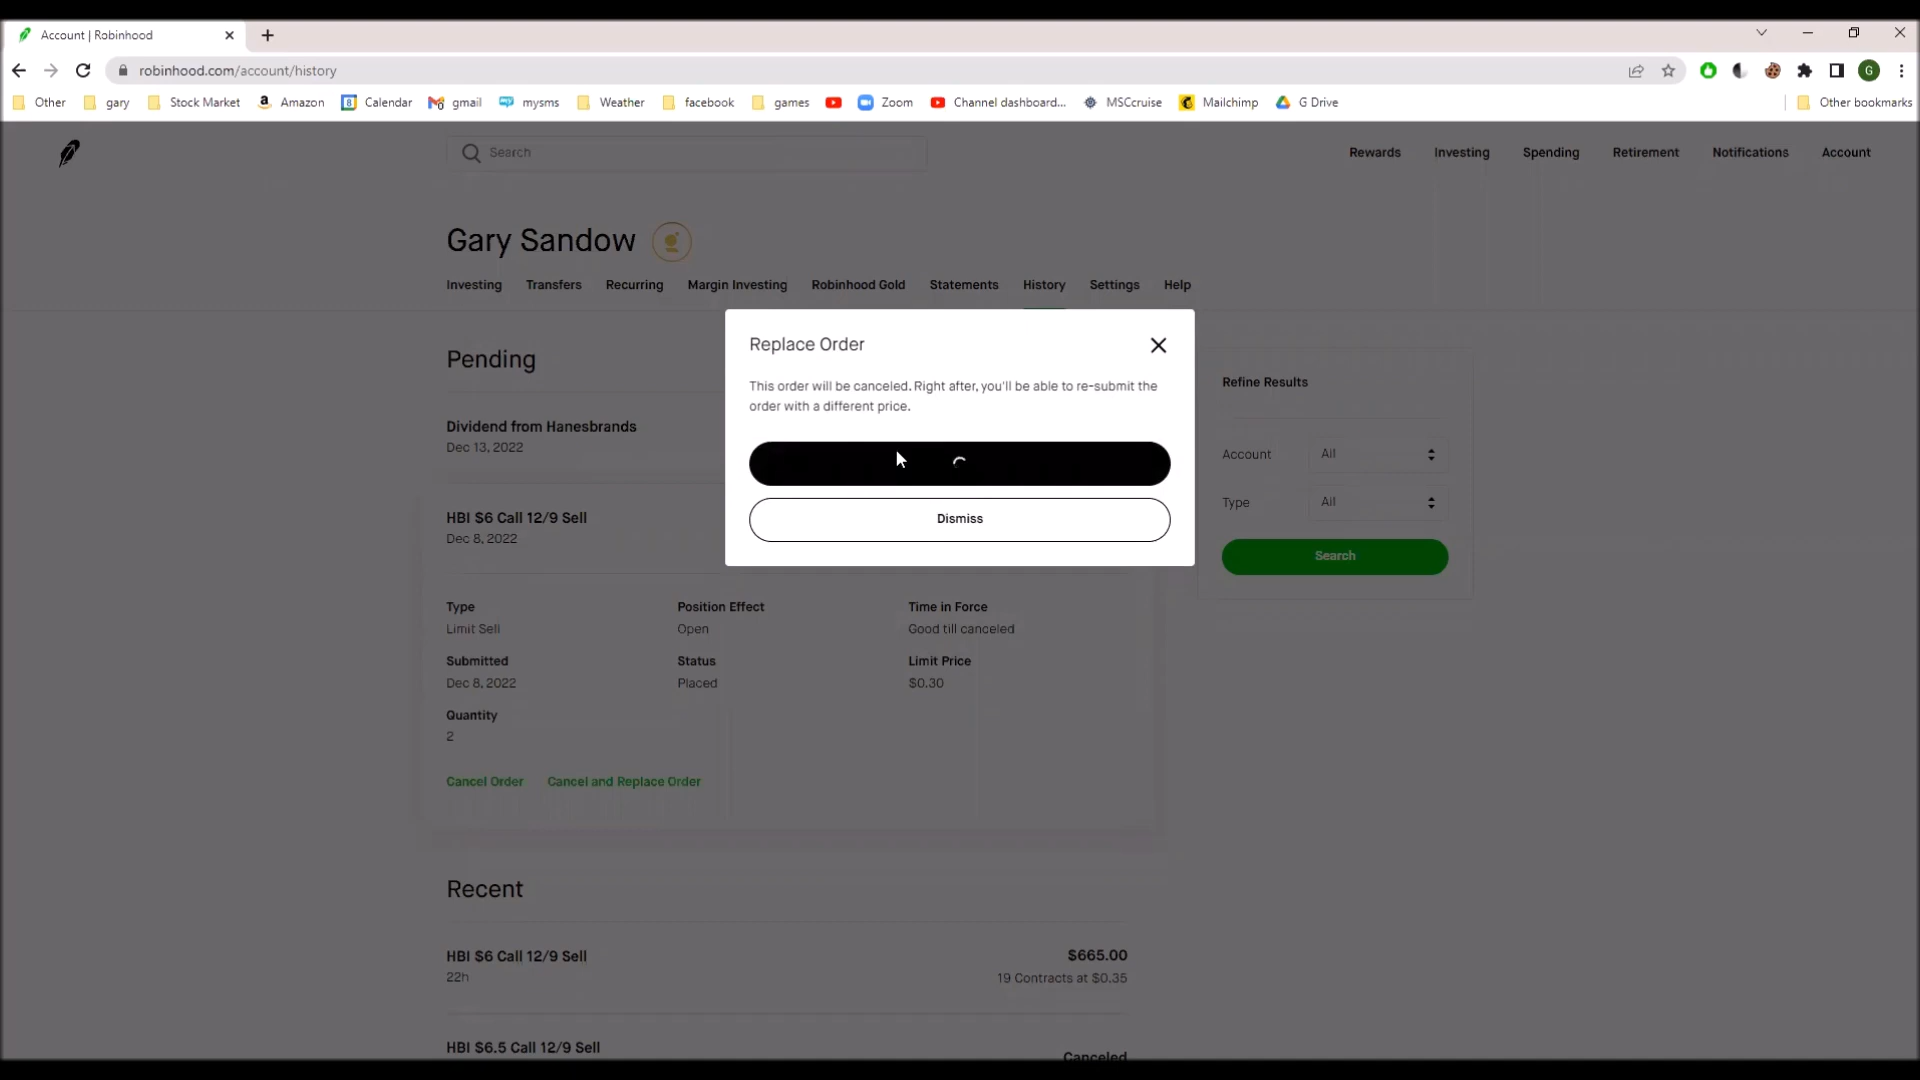 Account | Robinhood
robinhood.com/account/history
G
Other gary Stock Market Amazon Calendar gmail mysms Weather facebook games Zoom Channel dashboard... MSCcruise Mailchimp G Drive Other bookmarks
Search
Rewards Investing Spending Retirement Notifications Account
Gary Sandow
Investing Transfers Recurring Margin Investing Robinhood Gold Statements History Settings Help
Replace Order
This order will be canceled. Right after, you'll be able to re-submit the
order with a different price.
Dismiss
Pending
Dividend from Hanesbrands
Dec 13, 2022
HBI $6 Call 12/9 Sell
Dec 8, 2022
Type Position Effect Time in Force
Limit Sell Open Good till canceled
Submitted Status Limit Price
Dec 8, 2022 Placed $0.30
Quantity
2
Cancel Order Cancel and Replace Order
Refine Results
Account All
Type All
Search
Recent
HBI $6 Call 12/9 Sell $665.00
22h 19 Contracts at $0.35
HBI $6.5 Call 12/9 Sell Canceled